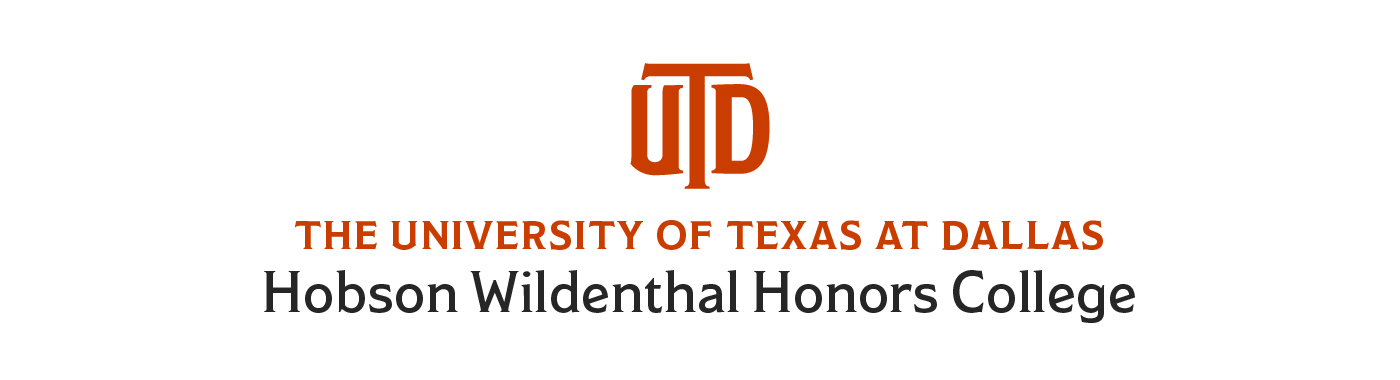 UTD
THE UNIVERSITY OF TEXAS AT DALLAS
Hobson Wildenthal Honors College